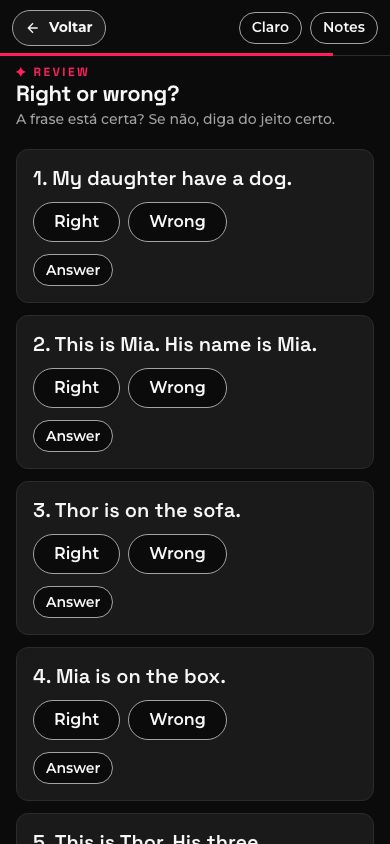 ← Voltar Claro Notes
✦ REVIEW
Right or wrong?
A frase está certa? Se não, diga do jeito certo.
1. My daughter have a dog.
Right Wrong
Answer
2. This is Mia. His name is Mia.
Right Wrong
Answer
3. Thor is on the sofa.
Right Wrong
Answer
4. Mia is on the box.
Right Wrong
Answer
5. This is Thor. His three